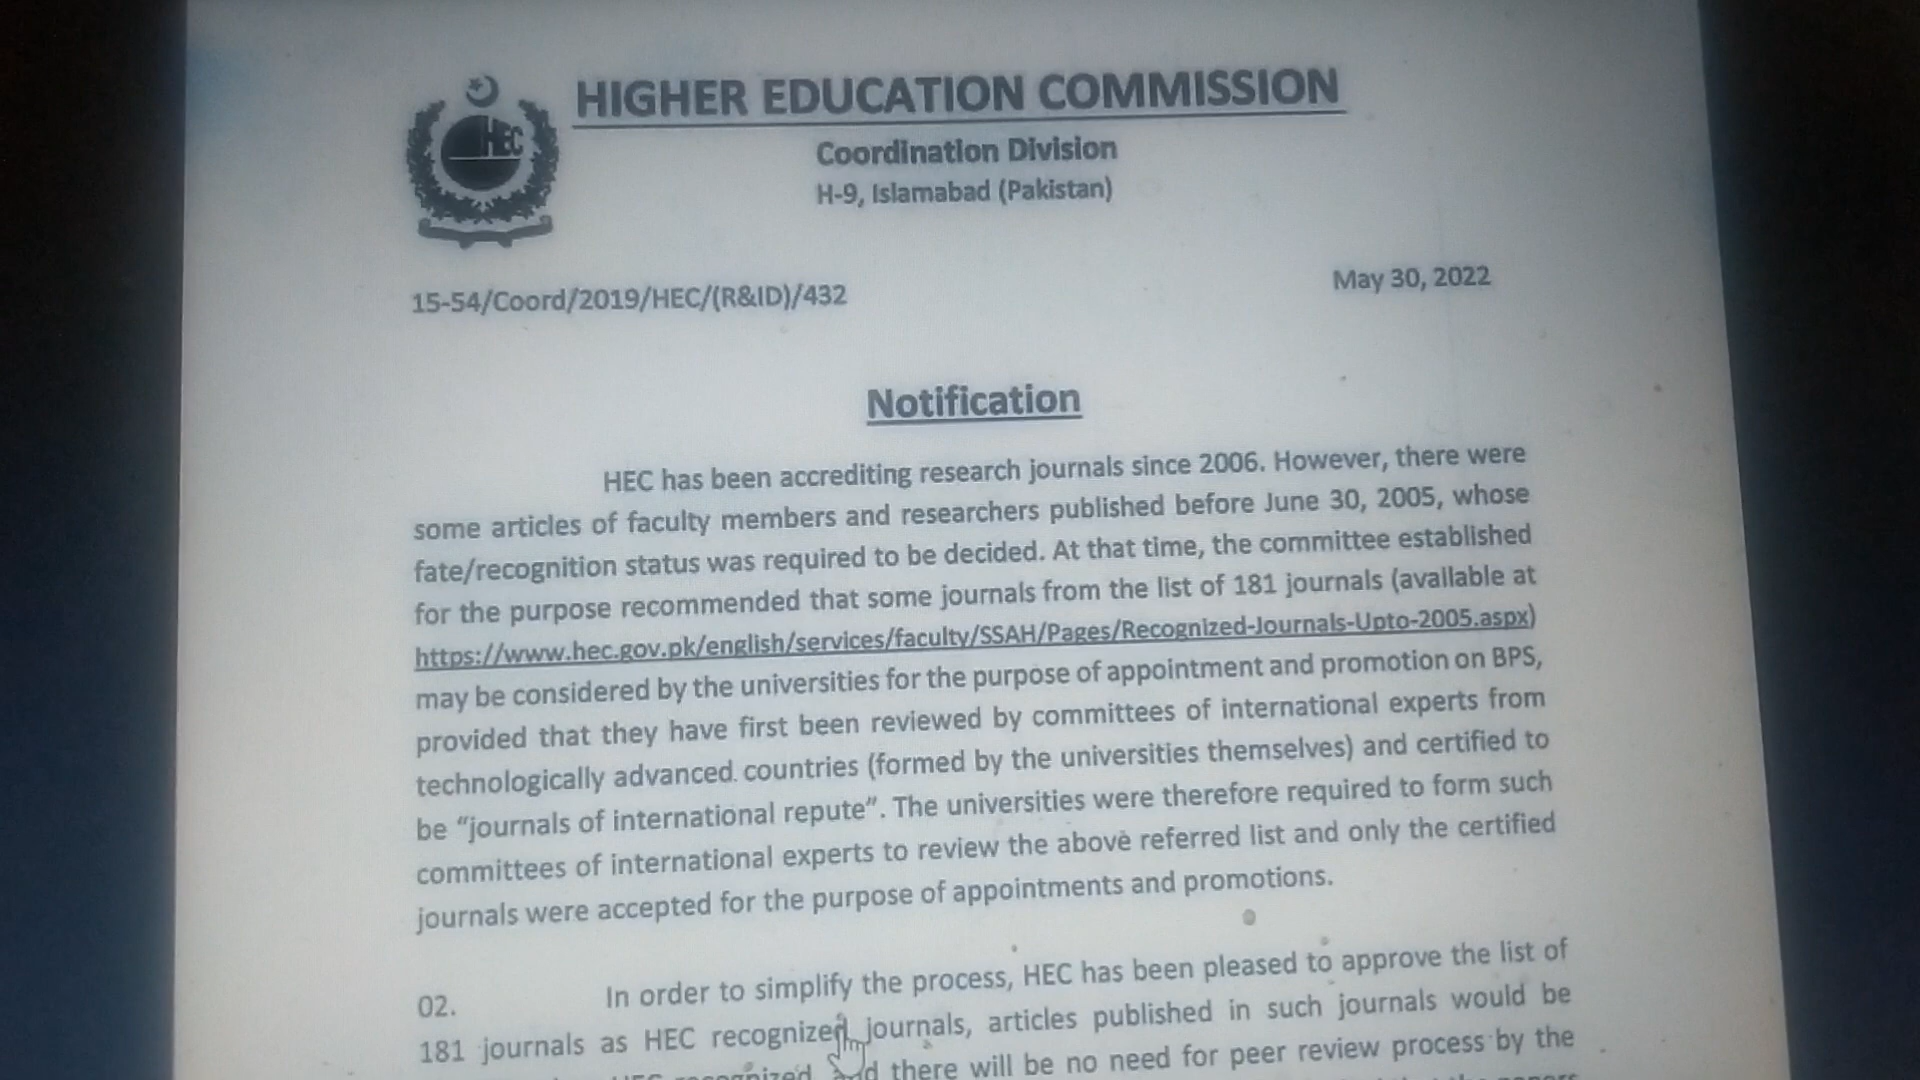 HEC
HIGHER EDUCATION COMMISSION
Coordination Division
H-9, Islamabad (Pakistan)
15-54/Coord/2019/HEC/(R&ID)/432
May 30, 2022
Notification
HEC has been accrediting research journals since 2006. However, there were
some articles of faculty members and researchers published before June 30, 2005, whose
fate/recognition status was required to be decided. At that time, the committee established
for the purpose recommended that some journals from the list of 181 journals (available at
https://www.hec.gov.pk/english/services/faculty/SSAH/Pages/Recognized-Journals-Upto-2005.aspx)
may be considered by the universities for the purpose of appointment and promotion on BPS,
provided that they have first been reviewed by committees of international experts from
technologically advanced countries (formed by the universities themselves) and certified to
be “journals of international repute”. The universities were therefore required to form such
committees of international experts to review the above referred list and only the certified
journals were accepted for the purpose of appointments and promotions.
02. In order to simplify the process, HEC has been pleased to approve the list of
181 journals as HEC recognized journals, articles published in such journals would be
HEC recognized and there will be no need for peer review process by the